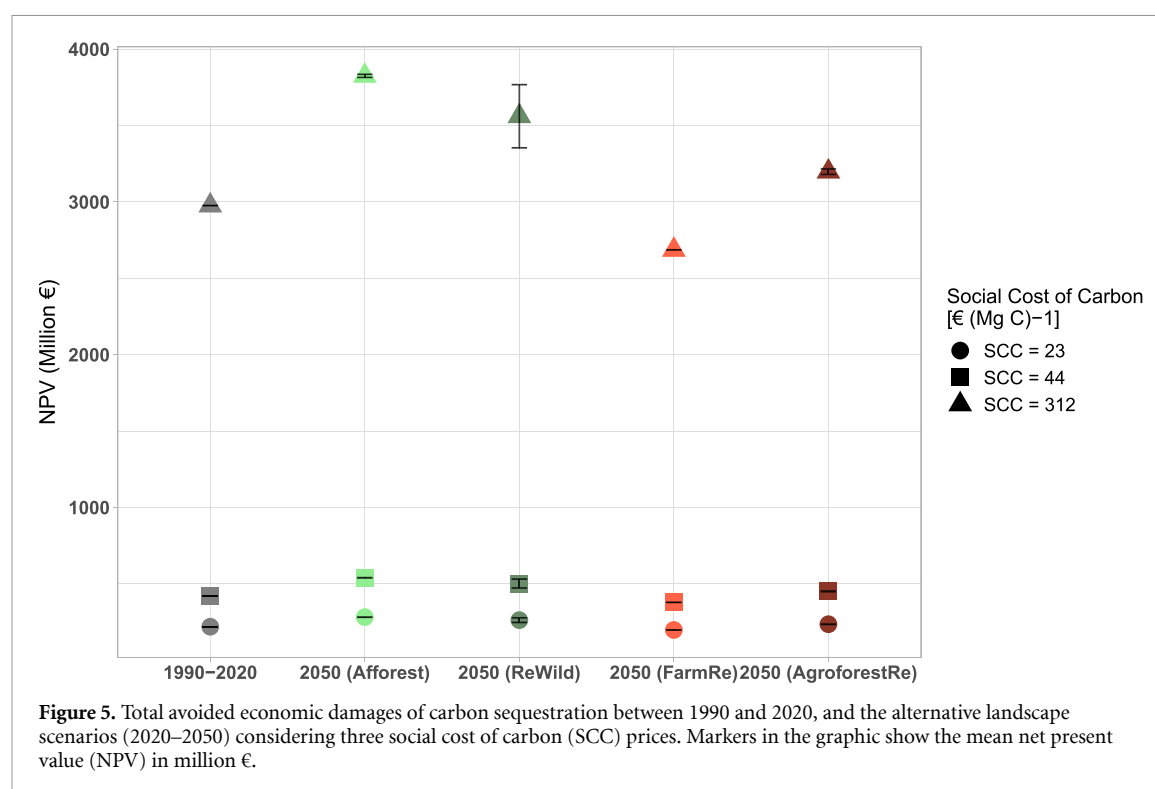 4000
3000
2000
1000
NPV (Million €)
1990−2020
2050 (Afforest)
2050 (ReWild)
2050 (FarmRe)
2050 (AgroforestRe)
Social Cost of Carbon
[€ (Mg C)−1]
SCC = 23
SCC = 44
SCC = 312
Figure 5. Total avoided economic damages of carbon sequestration between 1990 and 2020, and the alternative landscape
scenarios (2020–2050) considering three social cost of carbon (SCC) prices. Markers in the graphic show the mean net present
value (NPV) in million €.